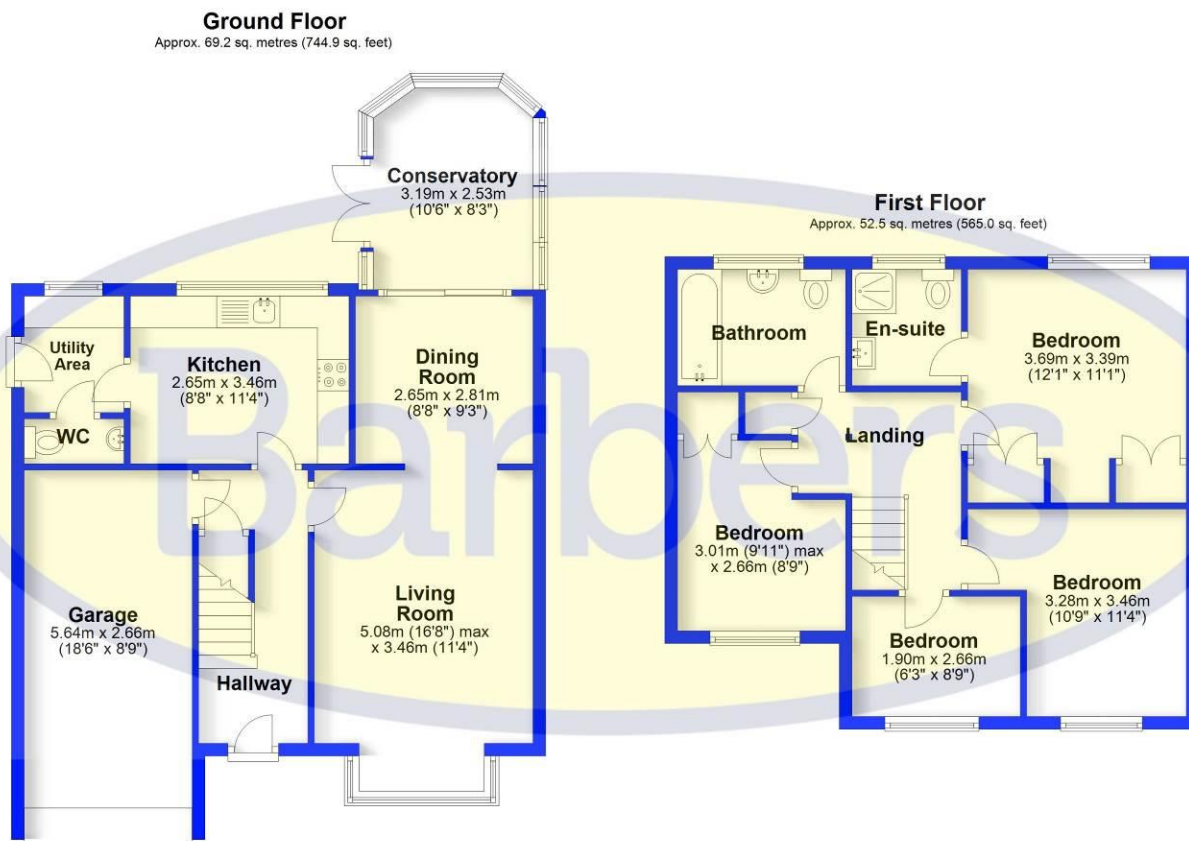 Ground Floor
Approx. 69.2 sq. metres (744.9 sq. feet)
Conservatory
3.19m x 2.53m
(10'6" x 8'3")
Utility
Area
Kitchen
2.65m x 3.46m
(8'8" x 11'4")
Dining
Room
2.65m x 2.81m
(8'8" x 9'3")
WC
Garage
5.64m x 2.66m
(18'6" x 8'9")
Living
Room
5.08m (16'8") max
x 3.46m (11'4")
Hallway
First Floor
Approx. 52.5 sq. metres (565.0 sq. feet)
Bathroom
En-suite
Bedroom
3.69m x 3.39m
(12'1" x 11'1")
Landing
Bedroom
3.01m (9'11") max
x 2.66m (8'9")
Bedroom
3.28m x 3.46m
(10'9" x 11'4")
Bedroom
1.90m x 2.66m
(6'3" x 8'9")
Barbers